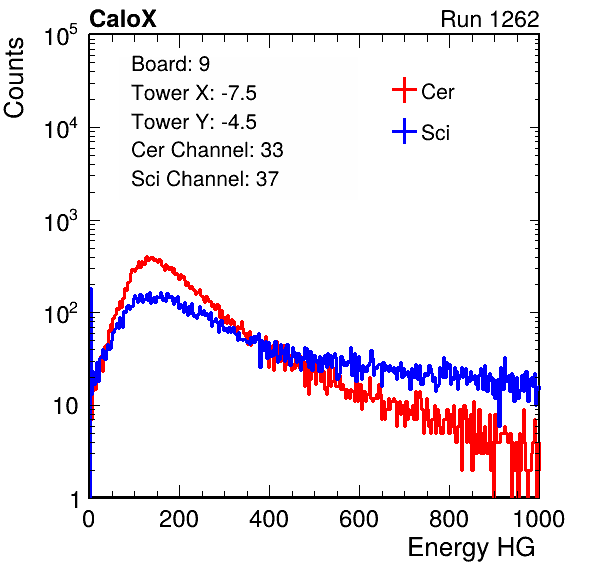 CaloX Run 1262
Counts
10^5
10^4
10^3
10^2
10
1
Board: 9
Tower X: -7.5
Tower Y: -4.5
Cer Channel: 33
Sci Channel: 37
Cer
Sci
0 200 400 600 800 1000
Energy HG